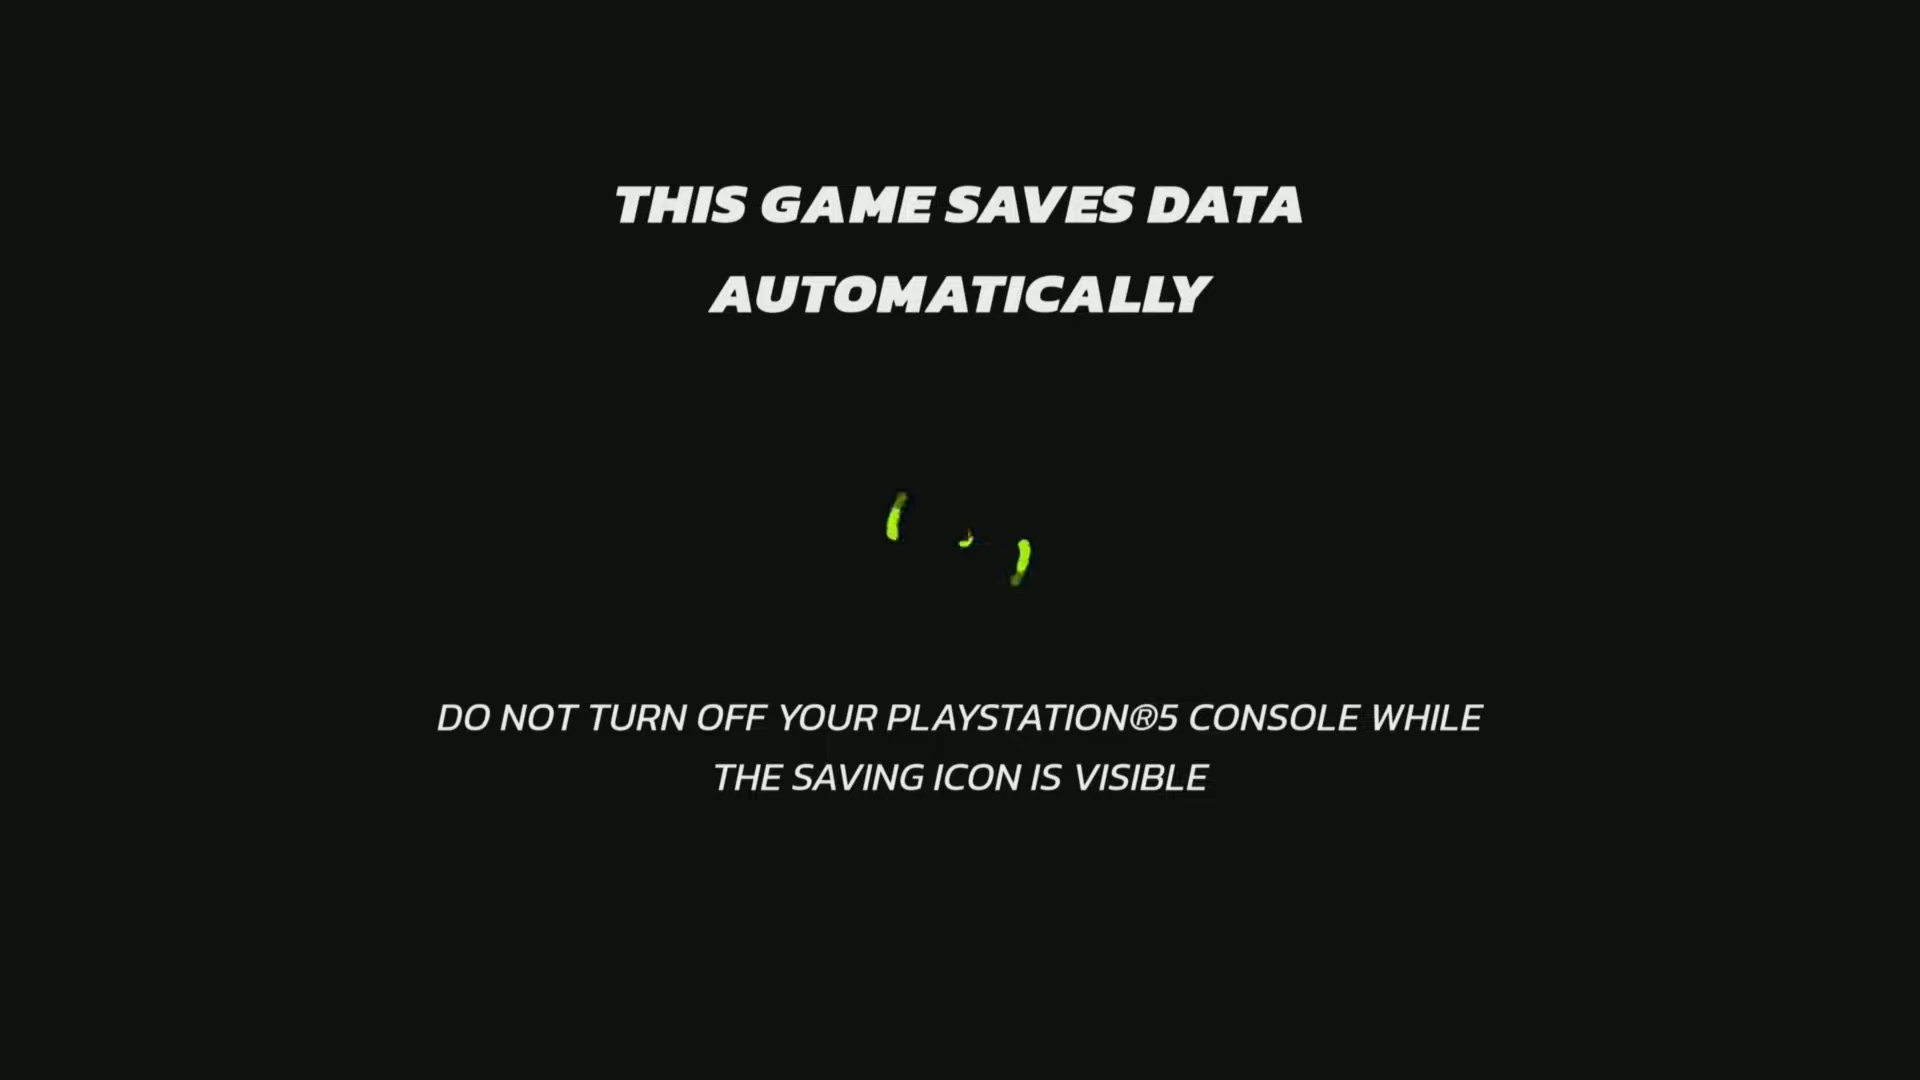 THIS GAME SAVES DATA
AUTOMATICALLY
DO NOT TURN OFF YOUR PLAYSTATION®5 CONSOLE WHILE
THE SAVING ICON IS VISIBLE